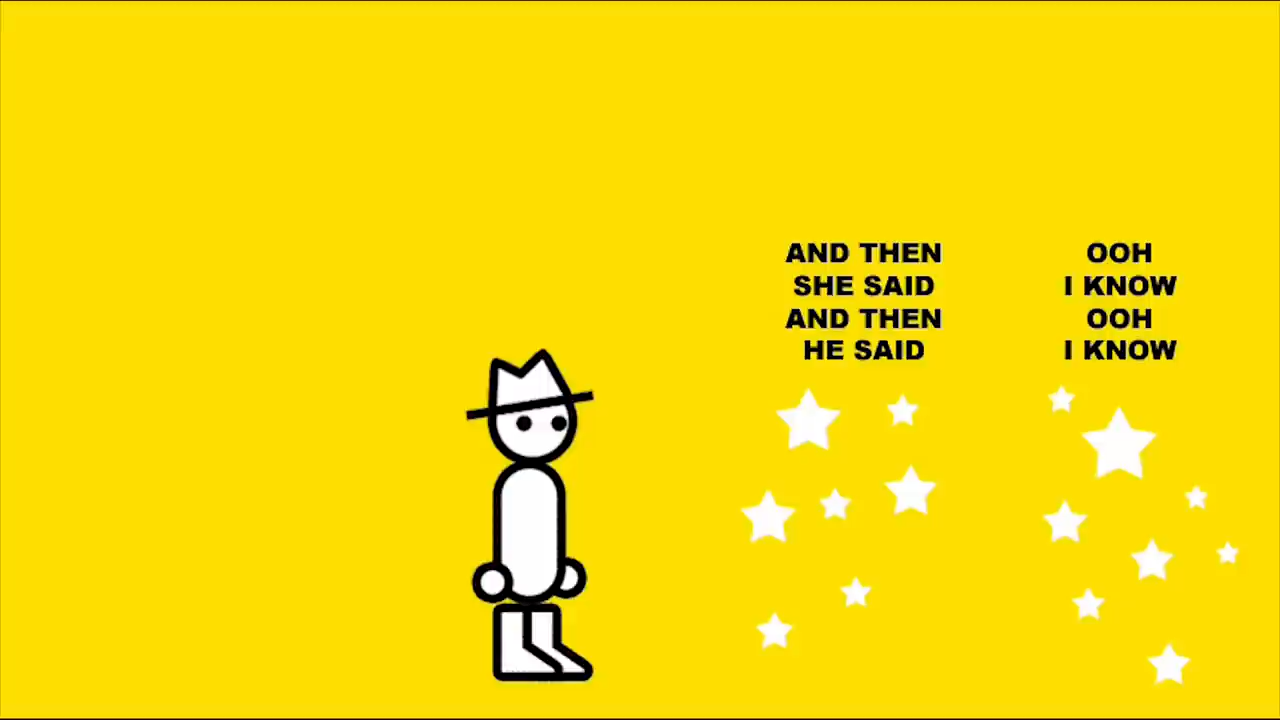 AND THEN
SHE SAID
AND THEN
HE SAID
OOH
I KNOW
OOH
I KNOW